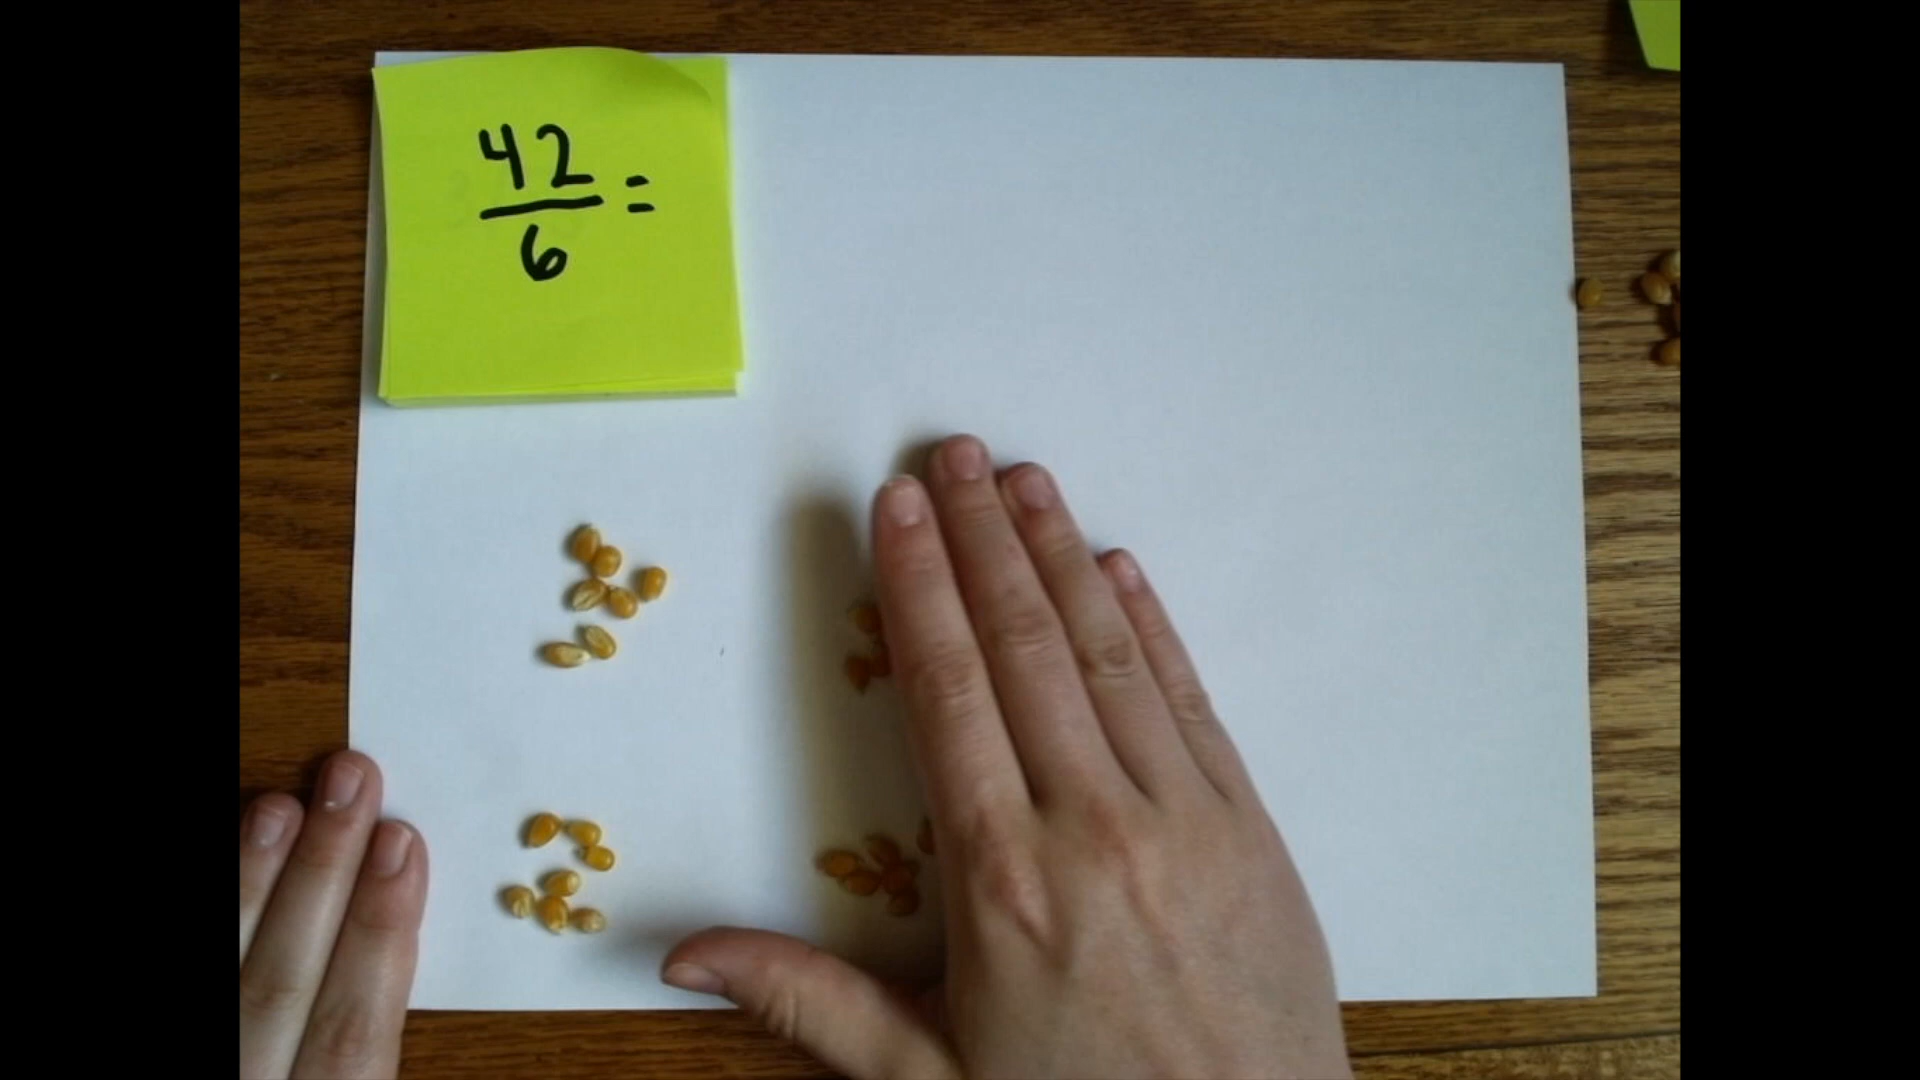 42
— =
6